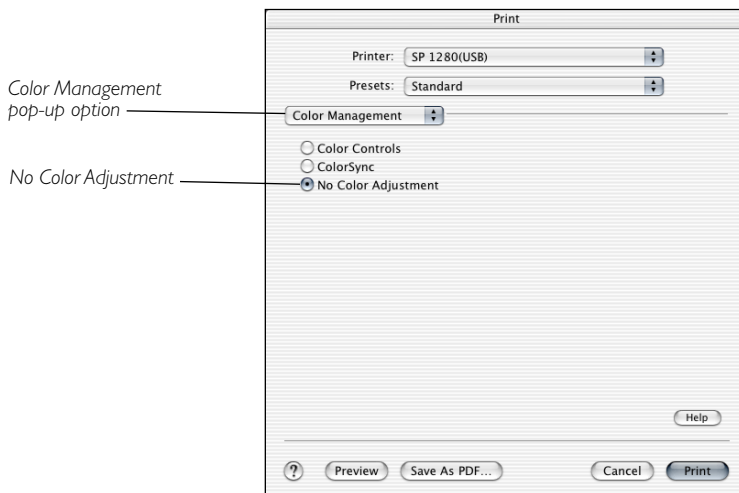 Print
Printer: SP 1280(USB)
Presets: Standard
Color Management
pop-up option
Color Management
Color Controls
ColorSync
No Color Adjustment
No Color Adjustment
Help
? Preview Save As PDF... Cancel Print